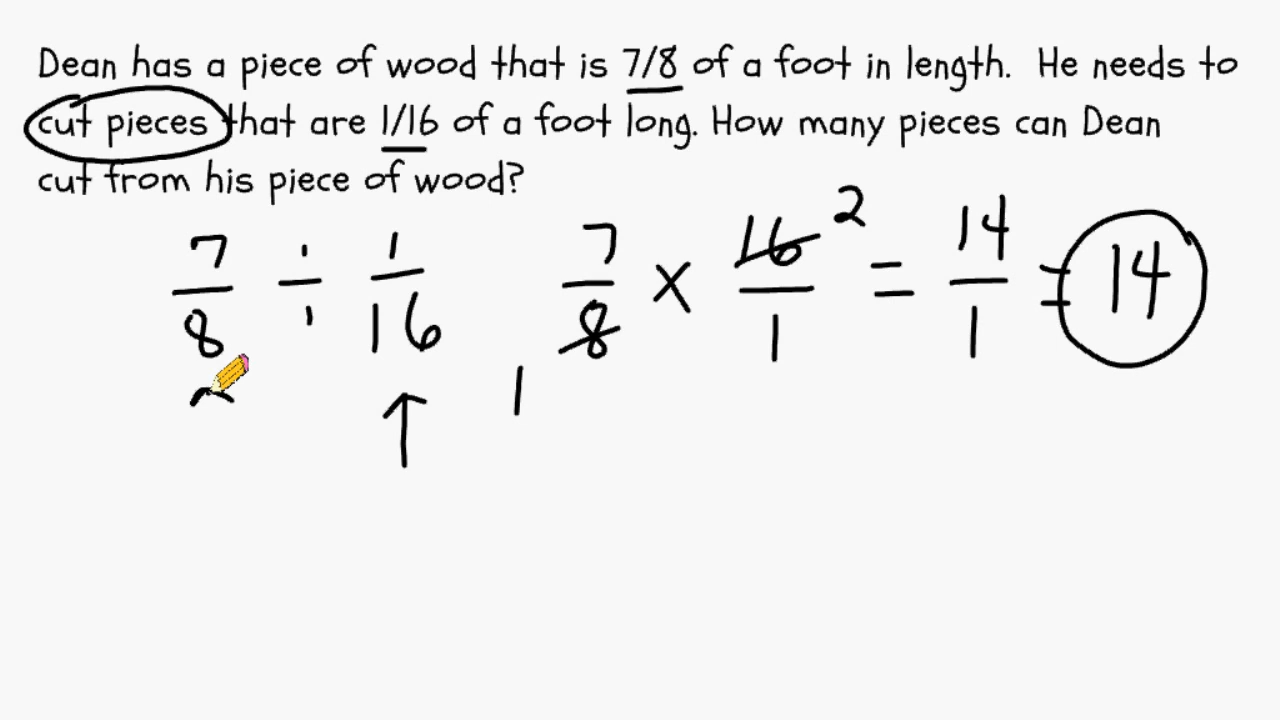 Dean has a piece of wood that is 7/8 of a foot in length. He needs to
cut pieces that are 1/16 of a foot long. How many pieces can Dean
cut from his piece of wood?
7/8 ÷ 1/16 7/8 × 16/1 2 = 14/1 = 14
1